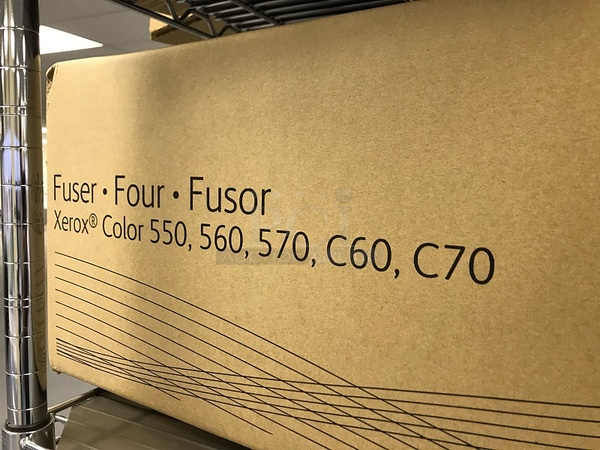 Fuser • Four • Fusor
Xerox® Color 550, 560, 570, C60, C70